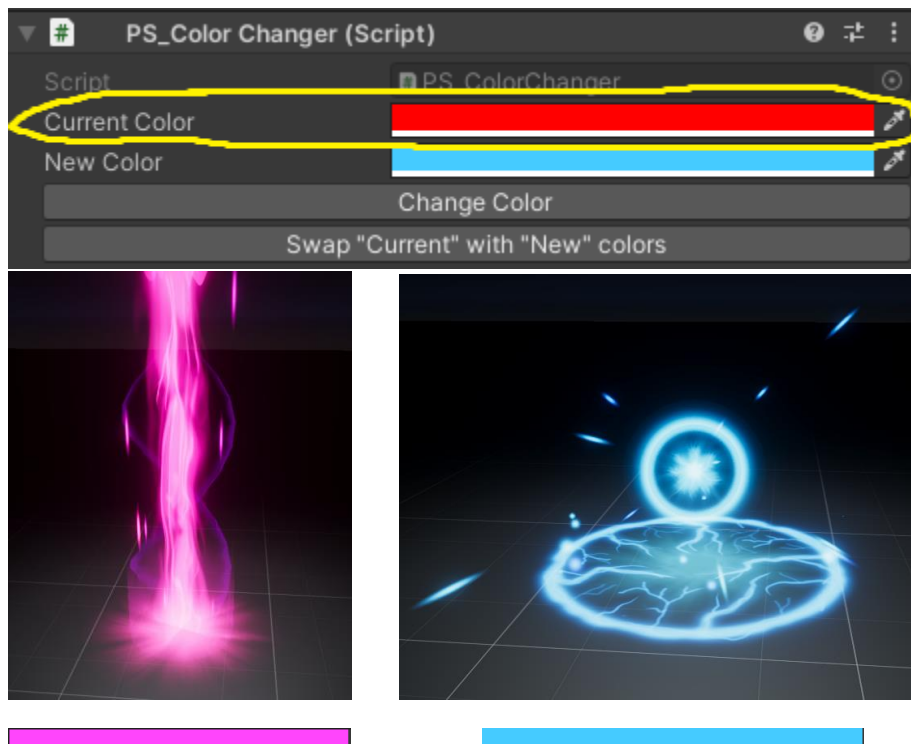 PS_Color Changer (Script)
Script PS_ColorChanger
Current Color
New Color
Change Color
Swap "Current" with "New" colors